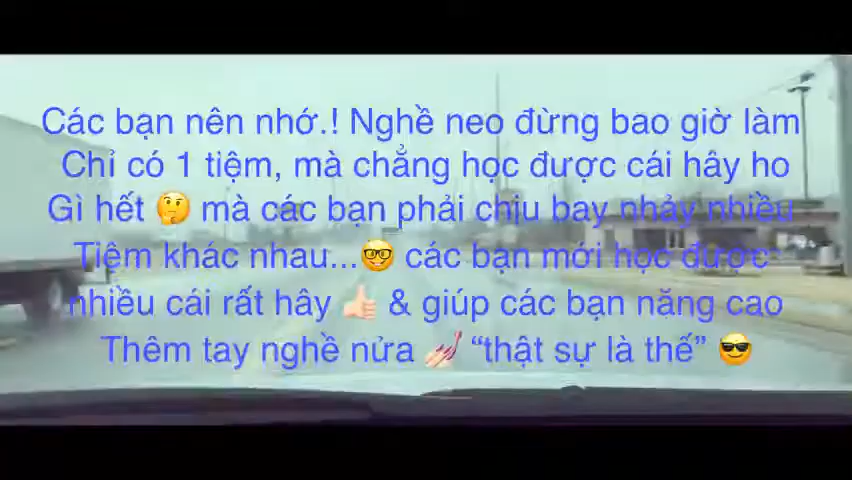 Các bạn nên nhớ.! Nghề neo đừng bao giờ làm
Chỉ có 1 tiệm, mà chẳng học được cái hây ho
Gì hết 🤔 mà các bạn phải chịu bay nhảy nhiều
Tiệm khác nhau...🤓 các bạn mới học được
nhiều cái rất hây 👍🏻 & giúp các bạn năng cao
Thêm tay nghề nửa 💅🏻 “thật sự là thế” 😎